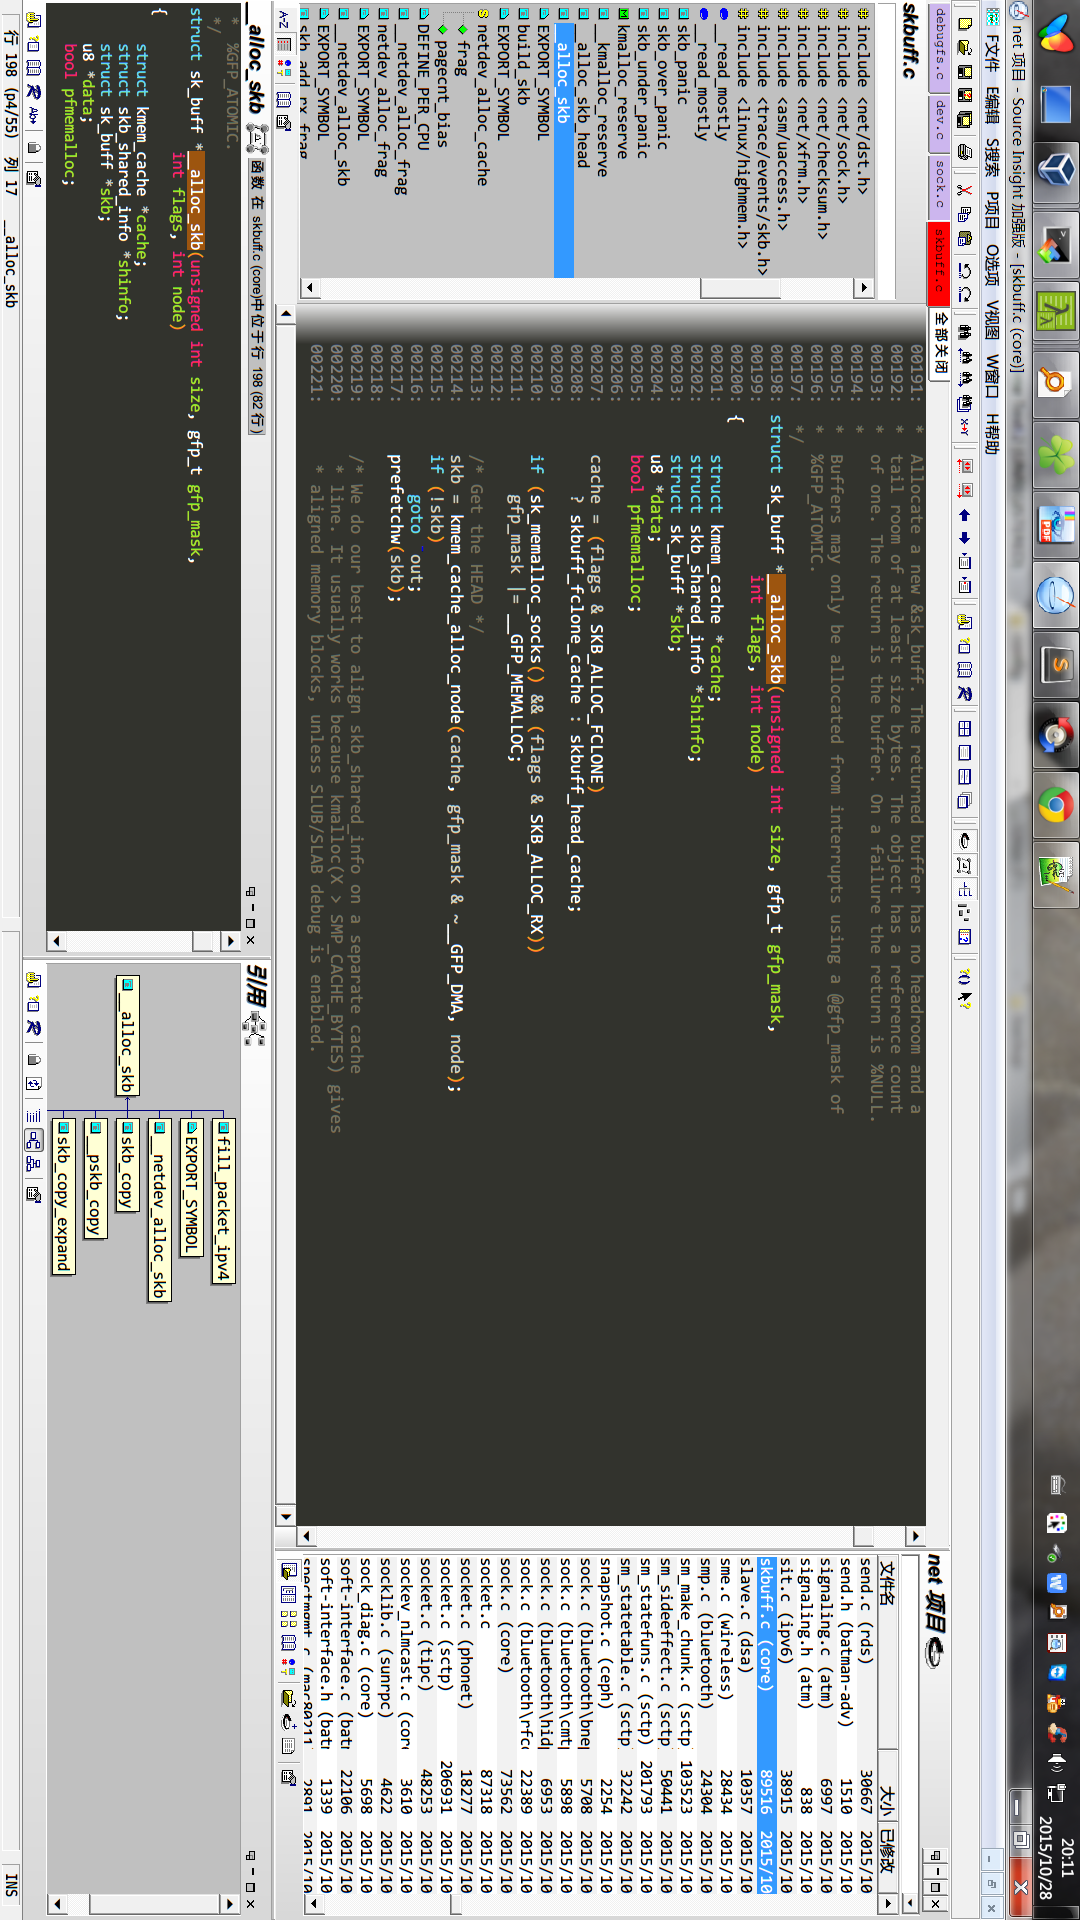 net 项目 - Source Insight 加强版 - [skbuff.c (core)]
20:11
2015/10/28
F文件 E编辑 S搜索 P项目 O选项 V视图 W窗口 H帮助
debugfs.c dev.c sock.c skbuff.c 全部关闭
skbuff.c
include <net/dst.h>
include <net/sock.h>
include <net/checksum.h>
include <net/xfrm.h>
include <asm/uaccess.h>
include <trace/events/skb.h>
include <linux/highmem.h>
__read_mostly
__read_mostly
skb_panic
skb_over_panic
skb_under_panic
kmalloc_reserve
__kmalloc_reserve
__alloc_skb_head
__alloc_skb
EXPORT_SYMBOL
build_skb
EXPORT_SYMBOL
netdev_alloc_cache
frag
pagecnt_bias
DEFINE_PER_CPU
__netdev_alloc_frag
netdev_alloc_frag
EXPORT_SYMBOL
__netdev_alloc_skb
EXPORT_SYMBOL
skb_add_rx_frag
A-Z
00191: * Allocate a new &sk_buff. The returned buffer has no headroom and a
00192: * tail room of at least size bytes. The object has a reference count
00193: * of one. The return is the buffer. On a failure the return is %NULL.
00194: *
00195: * Buffers may only be allocated from interrupts using a @gfp_mask of
00196: * %GFP_ATOMIC.
00197: */
00198: struct sk_buff *__alloc_skb(unsigned int size, gfp_t gfp_mask,
00199: int flags, int node)
00200: {
00201: struct kmem_cache *cache;
00202: struct skb_shared_info *shinfo;
00203: struct sk_buff *skb;
00204: u8 *data;
00205: bool pfmemalloc;
00206:
00207: cache = (flags & SKB_ALLOC_FCLONE)
00208: ? skbuff_fclone_cache : skbuff_head_cache;
00209:
00210: if (sk_memalloc_socks() && (flags & SKB_ALLOC_RX))
00211: gfp_mask |= __GFP_MEMALLOC;
00212:
00213: /* Get the HEAD */
00214: skb = kmem_cache_alloc_node(cache, gfp_mask & ~__GFP_DMA, node);
00215: if (!skb)
00216: goto out;
00217: prefetchw(skb);
00218:
00219: /* We do our best to align skb_shared_info on a separate cache
00220: * line. It usually works because kmalloc(X > SMP_CACHE_BYTES) gives
00221: * aligned memory blocks, unless SLUB/SLAB debug is enabled.
net 项目
文件名 大小 已修改
send.c (rds) 30667 2015/10
send.h (batman-adv) 1510 2015/10
signaling.c (atm) 6997 2015/10
signaling.h (atm) 838 2015/10
sit.c (ipv6) 38915 2015/10
skbuff.c (core) 89516 2015/10
slave.c (dsa) 10357 2015/10
sme.c (wireless) 28434 2015/10
smp.c (bluetooth) 24304 2015/10
sm_make_chunk.c (sctp 103523 2015/10
sm_sideeffect.c (sctp 50441 2015/10
sm_statefuns.c (sctp) 201793 2015/10
sm_statetable.c (sctp 32242 2015/10
snapshot.c (ceph) 2254 2015/10
sock.c (bluetooth\bne 5708 2015/10
sock.c (bluetooth\cmt 5898 2015/10
sock.c (bluetooth\hid 6953 2015/10
sock.c (bluetooth\rfc 22389 2015/10
sock.c (core) 73562 2015/10
socket.c 87318 2015/10
socket.c (phonet) 18277 2015/10
socket.c (sctp) 206931 2015/10
socket.c (tipc) 48253 2015/10
sockey_nlmcast.c (cor 3610 2015/10
socklib.c (sunrpc) 4622 2015/10
sock_diag.c (core) 5698 2015/10
soft-interface.c (bat 22106 2015/10
soft-interface.h (bat 1339 2015/10
spectmgmt.c (mac80211 2891 2015/10
__alloc_skb 函数 在 skbuff.c (core)中位于行 198 (82 行)
* %GFP_ATOMIC.
*/
struct sk_buff *__alloc_skb(unsigned int size, gfp_t gfp_mask,
int flags, int node)
{
struct kmem_cache *cache;
struct skb_shared_info *shinfo;
struct sk_buff *skb;
u8 *data;
bool pfmemalloc;
引用
__alloc_skb
fill_packet_ipv4
EXPORT_SYMBOL
__netdev_alloc_skb
skb_copy
__pskb_copy
skb_copy_expand
行 198 (p4/55) 列 17 __alloc_skb
INS